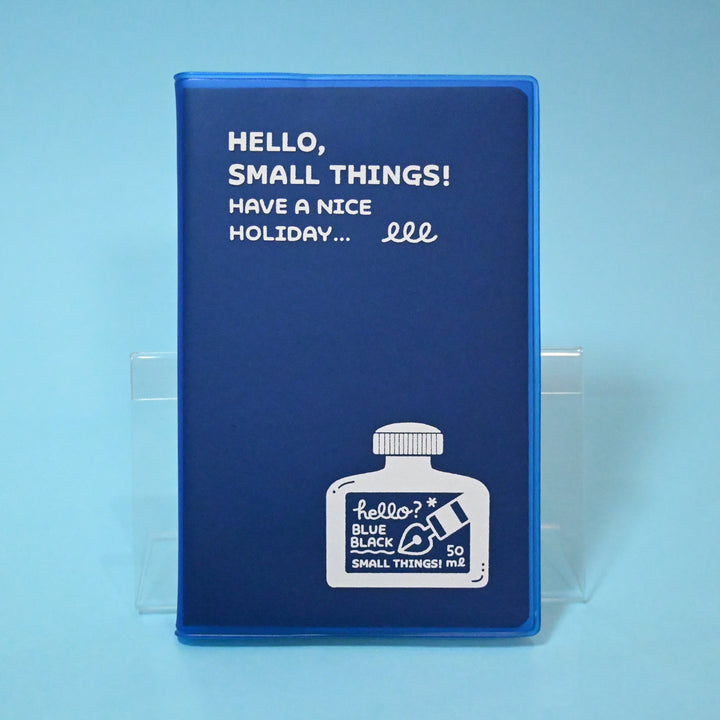 HELLO,
SMALL THINGS!
HAVE A NICE
HOLIDAY...
hello?*
BLUE
BLACK
50
SMALL THINGS! ml